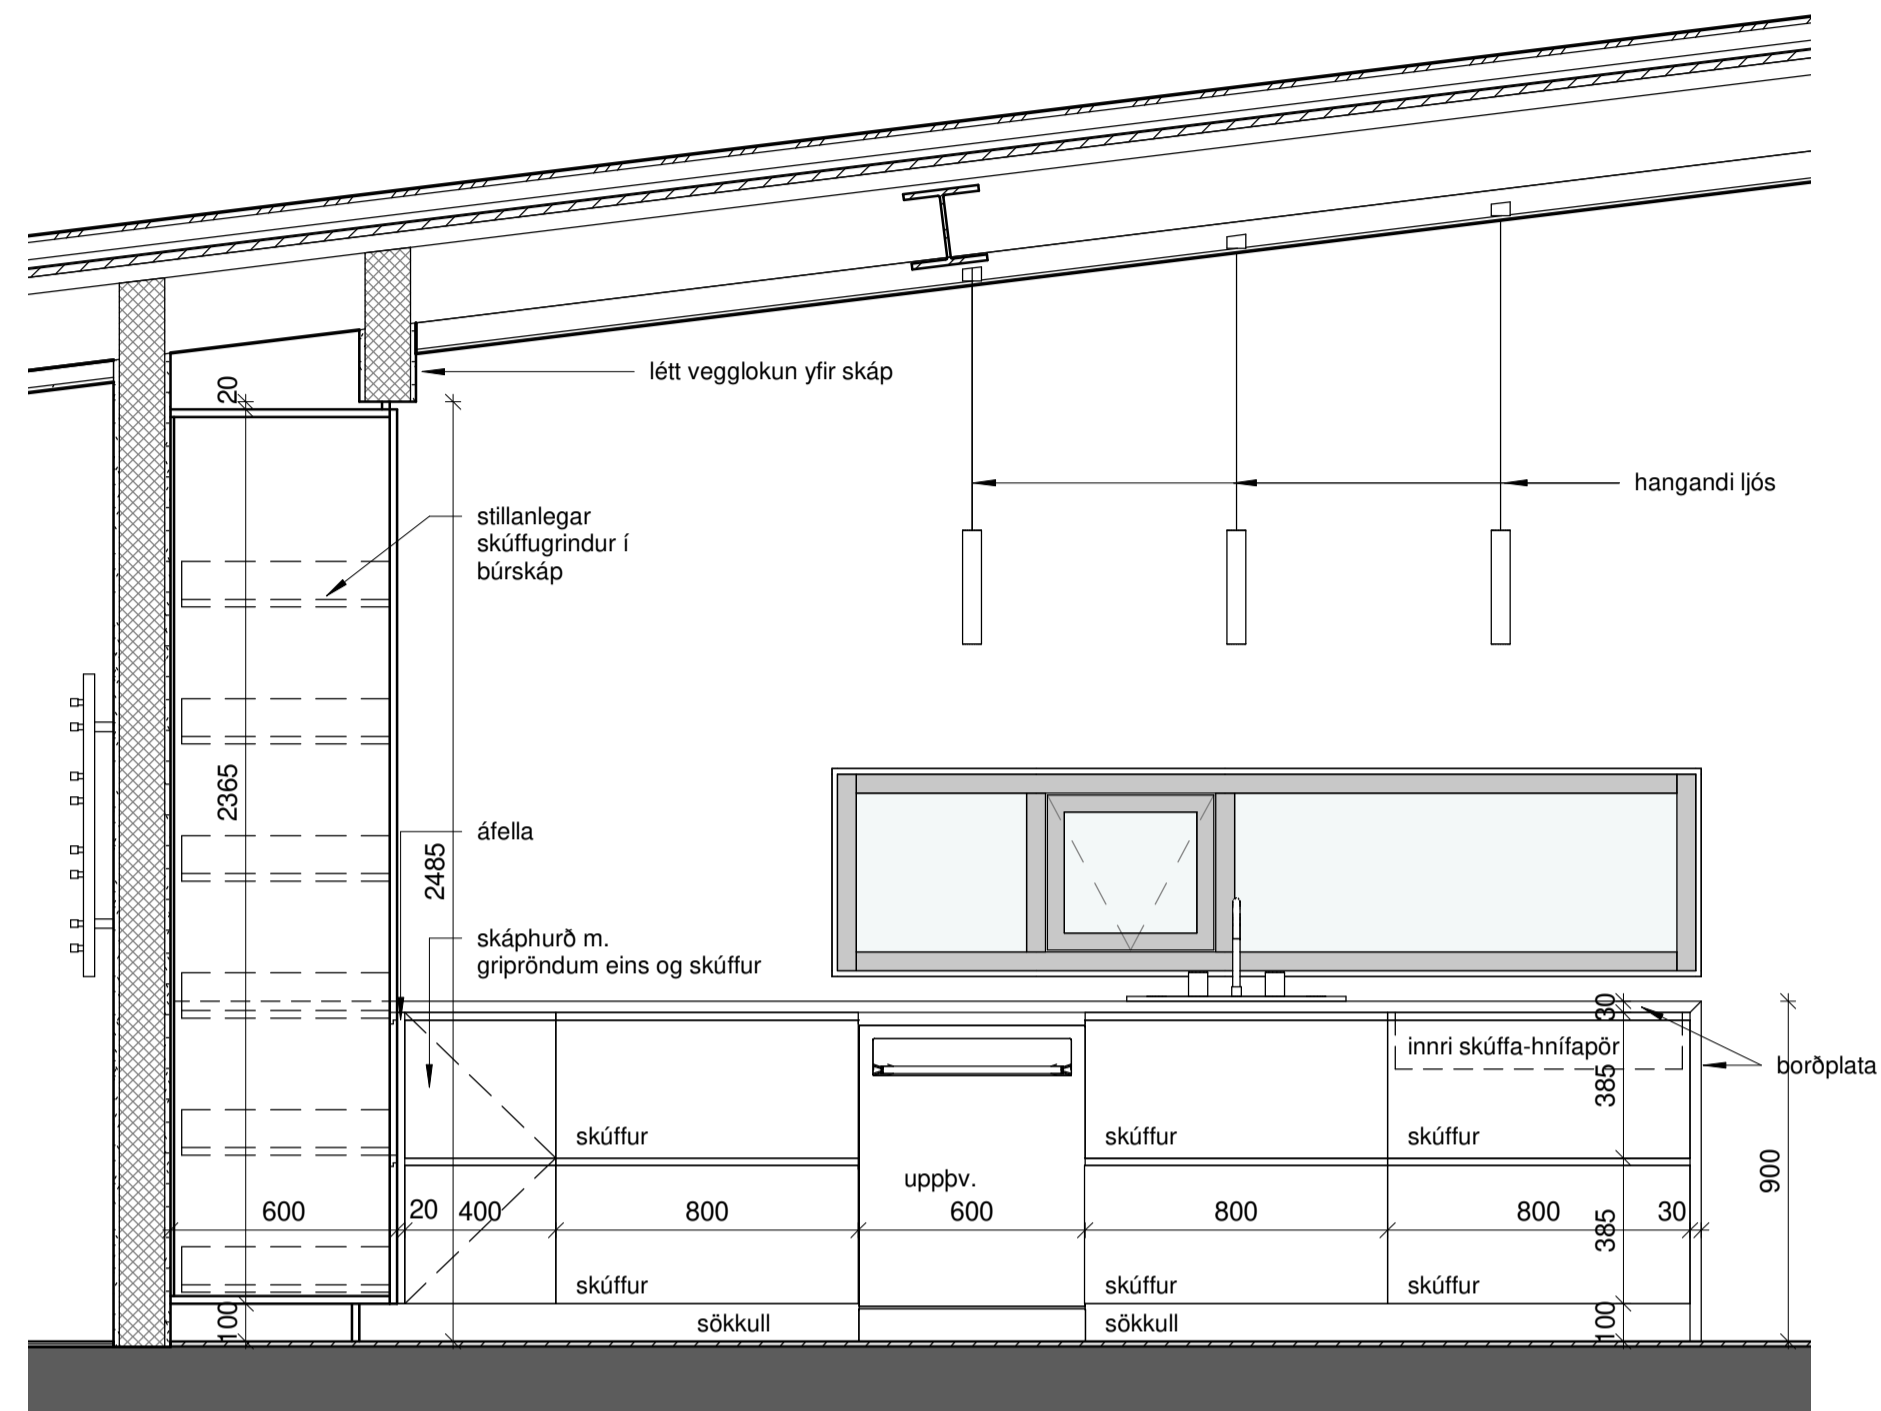 20
létt vegglokun yfir skáp
hangandi ljós
stillanlegar
skúffugrindur í
búrskáp
2365
áfella
2485
skáphurð m.
gripröndum eins og skúffur
30
innri skúffa-hnífapör
385
borðplata
skúffur
skúffur
skúffur
uppþv.
900
600
20
400
800
600
800
800
30
385
skúffur
skúffur
skúffur
100
sökkull
sökkull
100